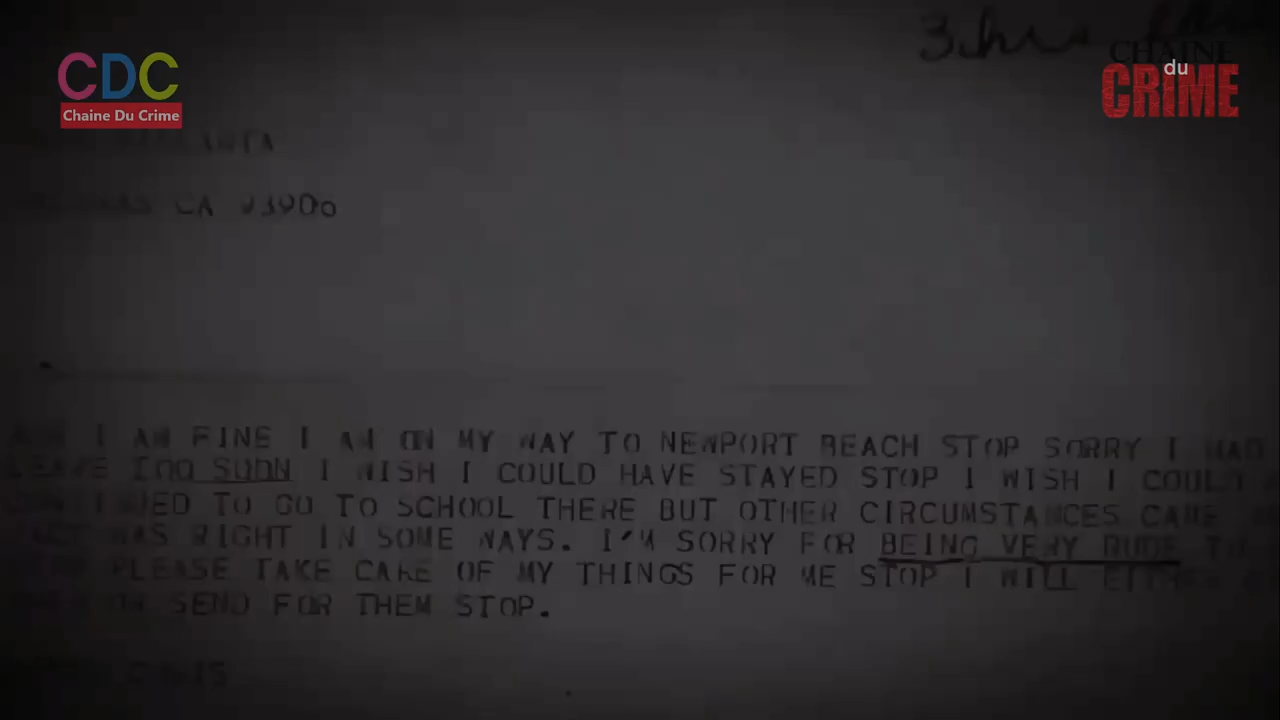 CDC
Chaine Du Crime
CHAINE
du
CRIME
CA 93906
I AM FINE I AM ON MY WAY TO NEWPORT BEACH STOP SORRY I HAD
LEAVE TOO SOON I WISH I COULD HAVE STAYED STOP I WISH I COULD
TO GO TO SCHOOL THERE BUT OTHER CIRCUMSTANCES CAME
WAS RIGHT IN SOME WAYS. I'M SORRY FOR BEING VERY RUDE
PLEASE TAKE CARE OF MY THINGS FOR ME STOP I WILL EITHER
OR SEND FOR THEM STOP.